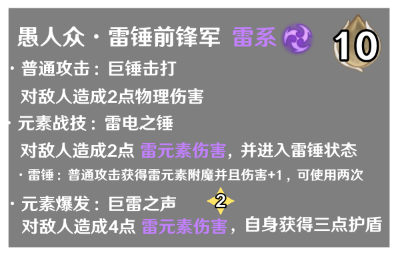 愚人众·雷锤前锋军 雷系 10
·普通攻击：巨锤击打
对敌人造成2点物理伤害
·元素战技：雷电之锤
对敌人造成2点 雷元素伤害，并进入雷锤状态
·雷锤：普通攻击获得雷元素附魔并且伤害+1，可使用两次
·元素爆发：巨雷之声 2
对敌人造成4点 雷元素伤害，自身获得三点护盾